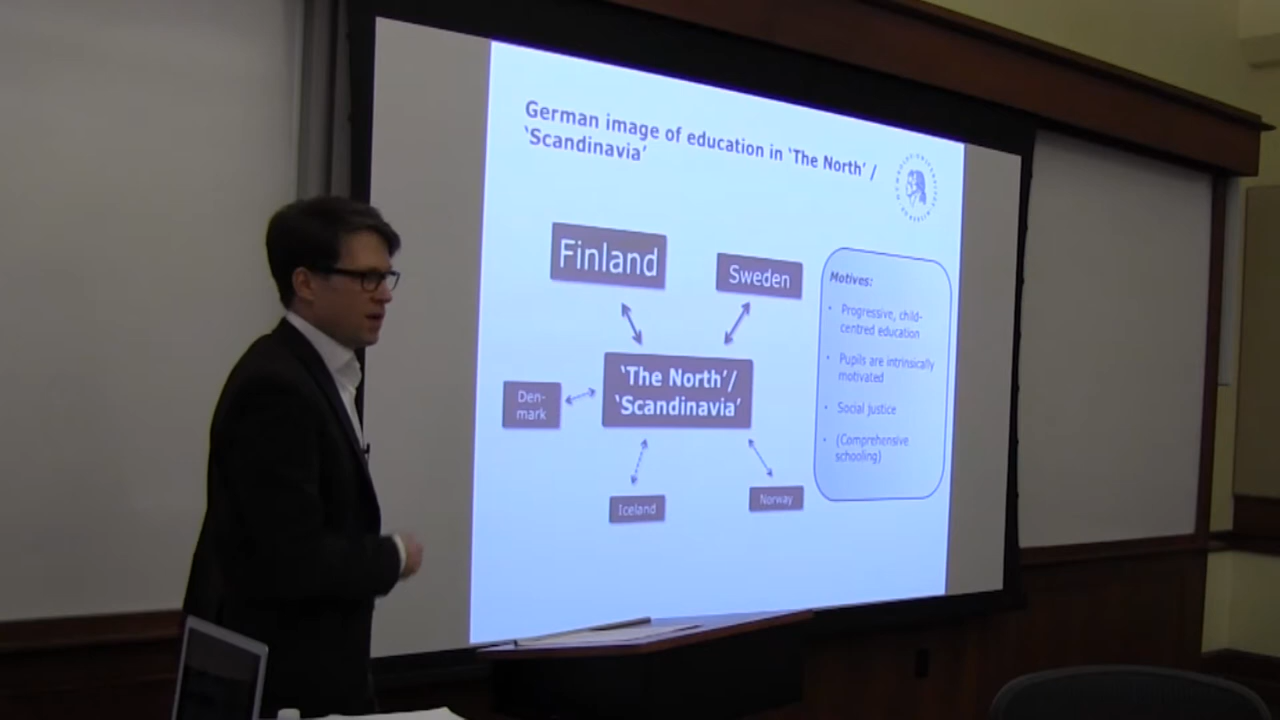 German image of education in ‘The North’ /
‘Scandinavia’
Finland
Sweden
‘The North’/
‘Scandinavia’
Den-
mark
Iceland
Norway
Motives:
• Progressive, child-
centred education
• Pupils are intrinsically
motivated
• Social justice
• (Comprehensive
schooling)